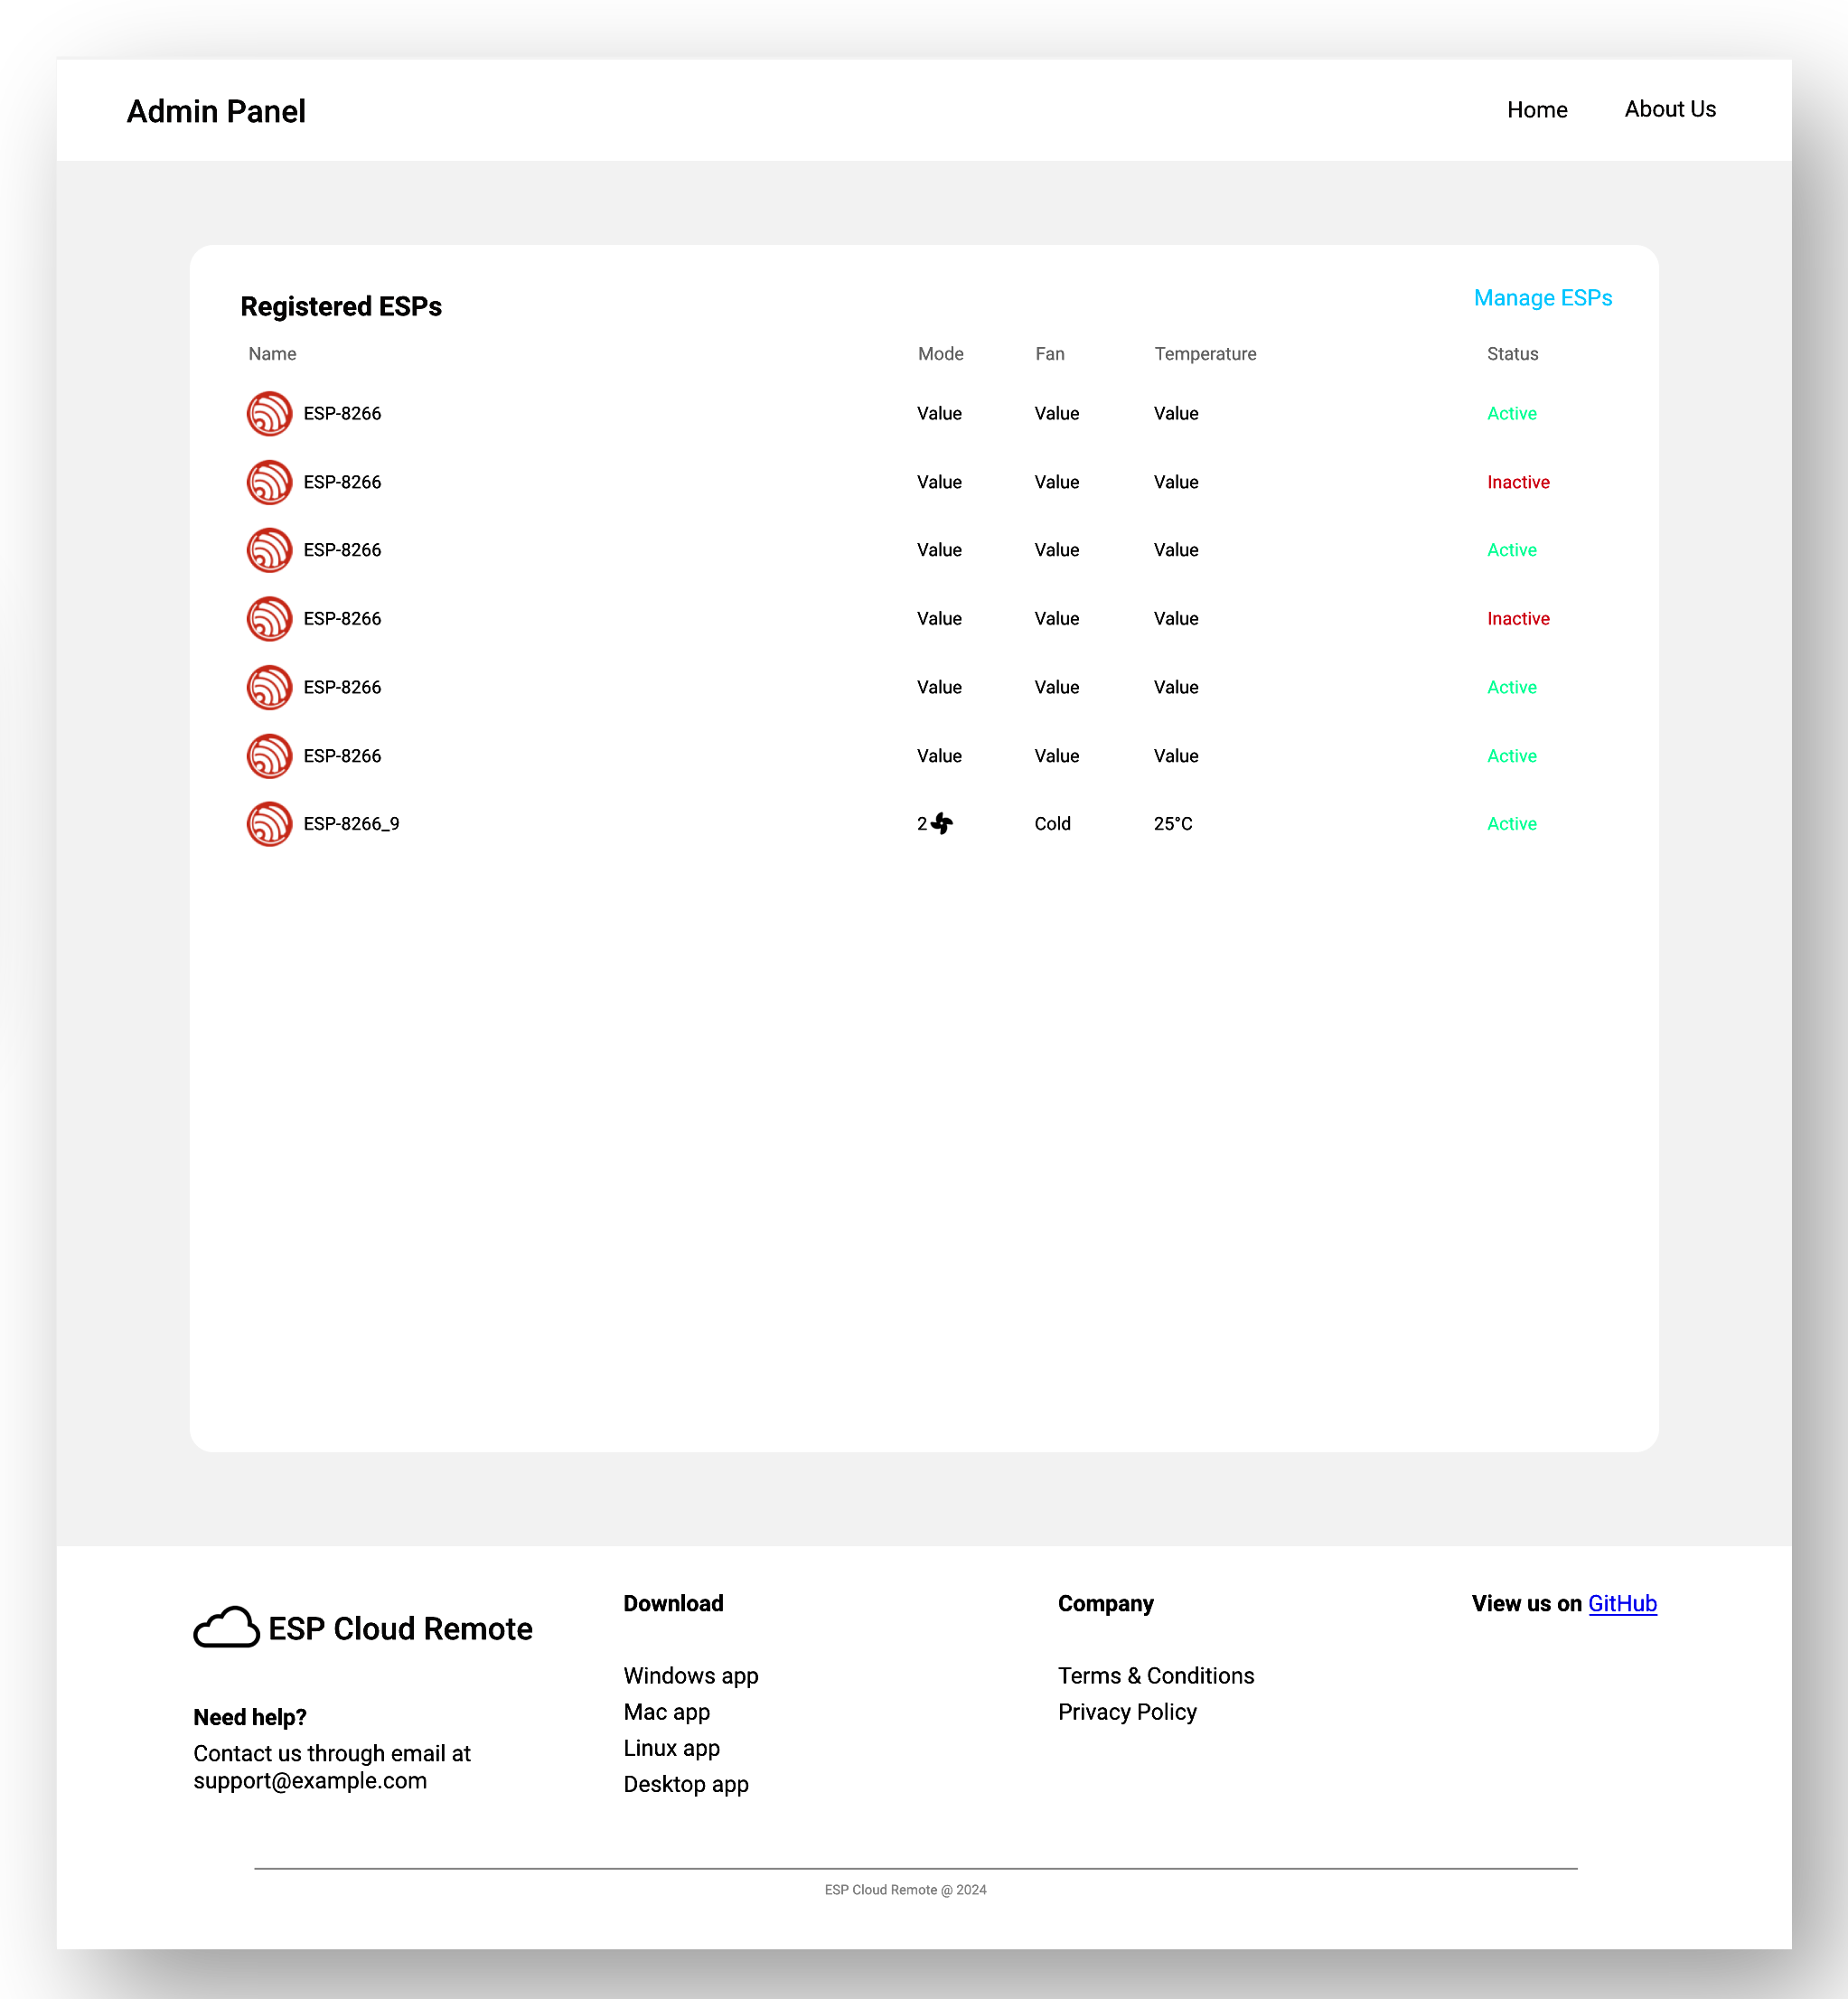 Admin Panel
Home
About Us
Registered ESPs
Manage ESPs
Name Mode Fan Temperature Status
ESP-8266 Value Value Value Active
ESP-8266 Value Value Value Inactive
ESP-8266 Value Value Value Active
ESP-8266 Value Value Value Inactive
ESP-8266 Value Value Value Active
ESP-8266 Value Value Value Active
ESP-8266_9 2 Cold 25°C Active
ESP Cloud Remote
Need help?
Contact us through email at
support@example.com
Download
Windows app
Mac app
Linux app
Desktop app
Company
Terms & Conditions
Privacy Policy
View us on GitHub
ESP Cloud Remote @ 2024